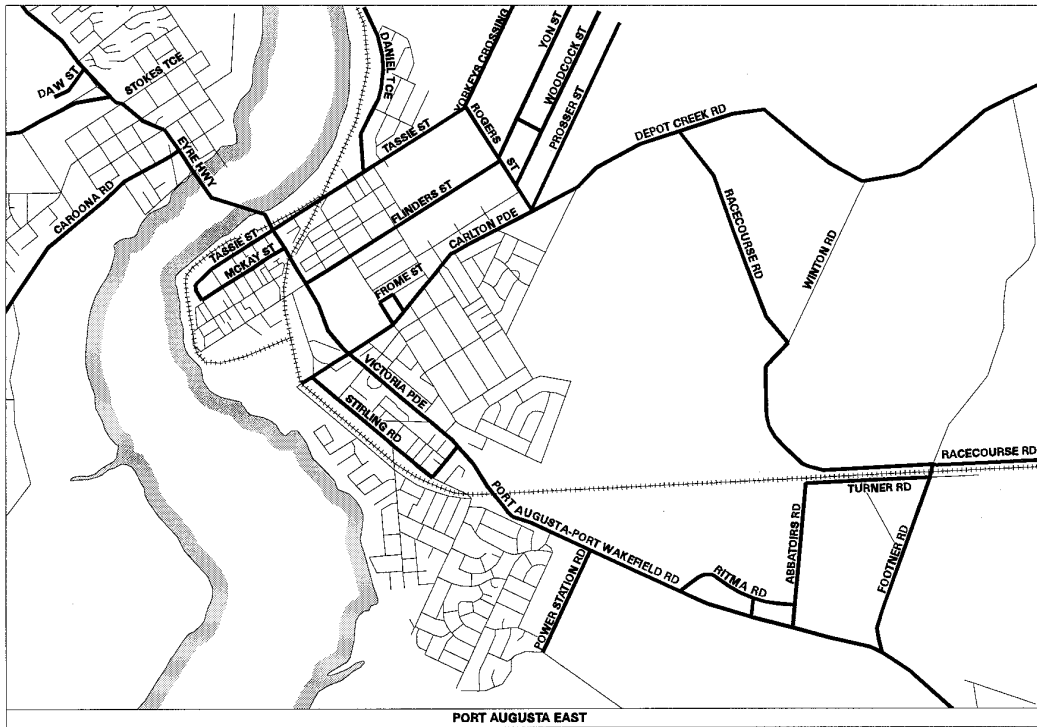 DAW ST
STOKES TCE
DANIEL TCE
YORKEYS CROSSING
YON ST
WOODCOCK ST
PROSSER ST
ROGERS ST
TASSIE ST
DEPOT CREEK RD
EYRE HWY
CAROONA RD
FLINDERS ST
CARLTON PDE
RACECOURSE RD
WINTON RD
TASSIE ST
MCKAY ST
FROME ST
VICTORIA PDE
STIRLING RD
RACECOURSE RD
TURNER RD
PORT AUGUSTA-PORT WAKEFIELD RD
ABBATOIRS RD
FOOTNER RD
RITMA RD
POWER STATION RD
PORT AUGUSTA EAST